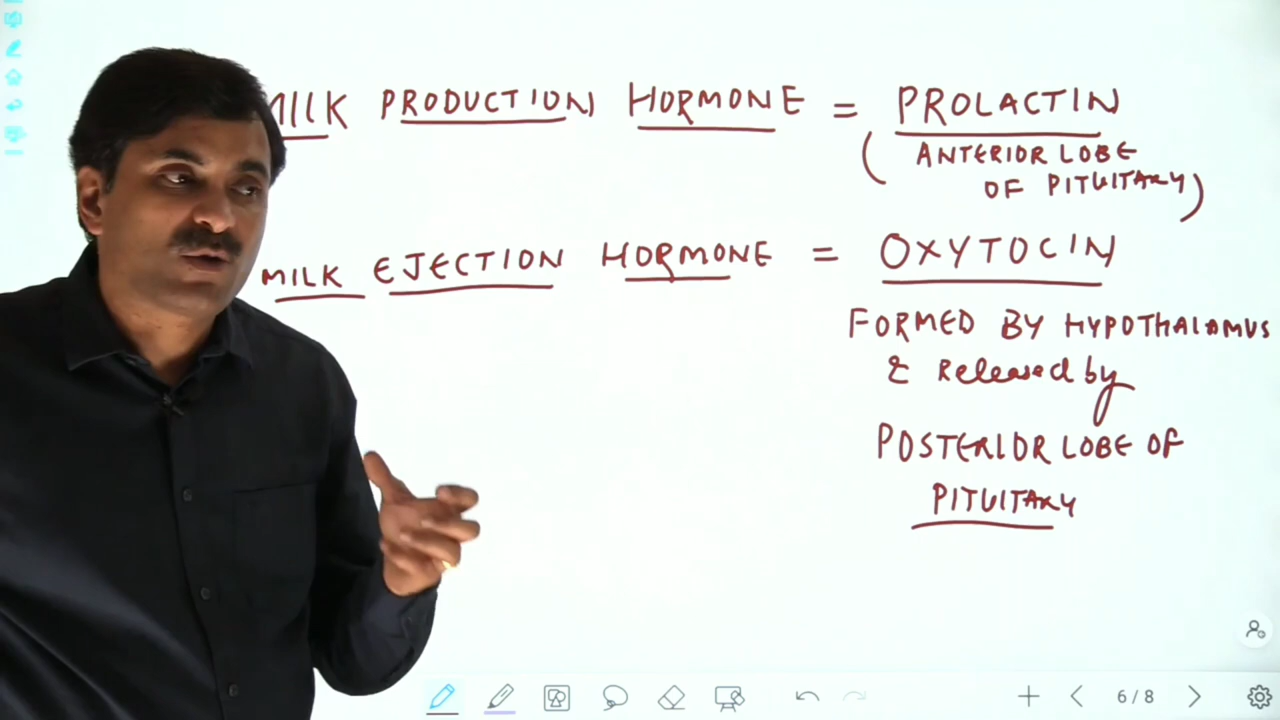 MILK PRODUCTION HORMONE = PROLACTIN
(ANTERIOR LOBE
OF PITUITARY)
MILK EJECTION HORMONE = OXYTOCIN
FORMED BY HYPOTHALAMUS
& Released by
POSTERIOR LOBE OF
PITUITARY
6/8